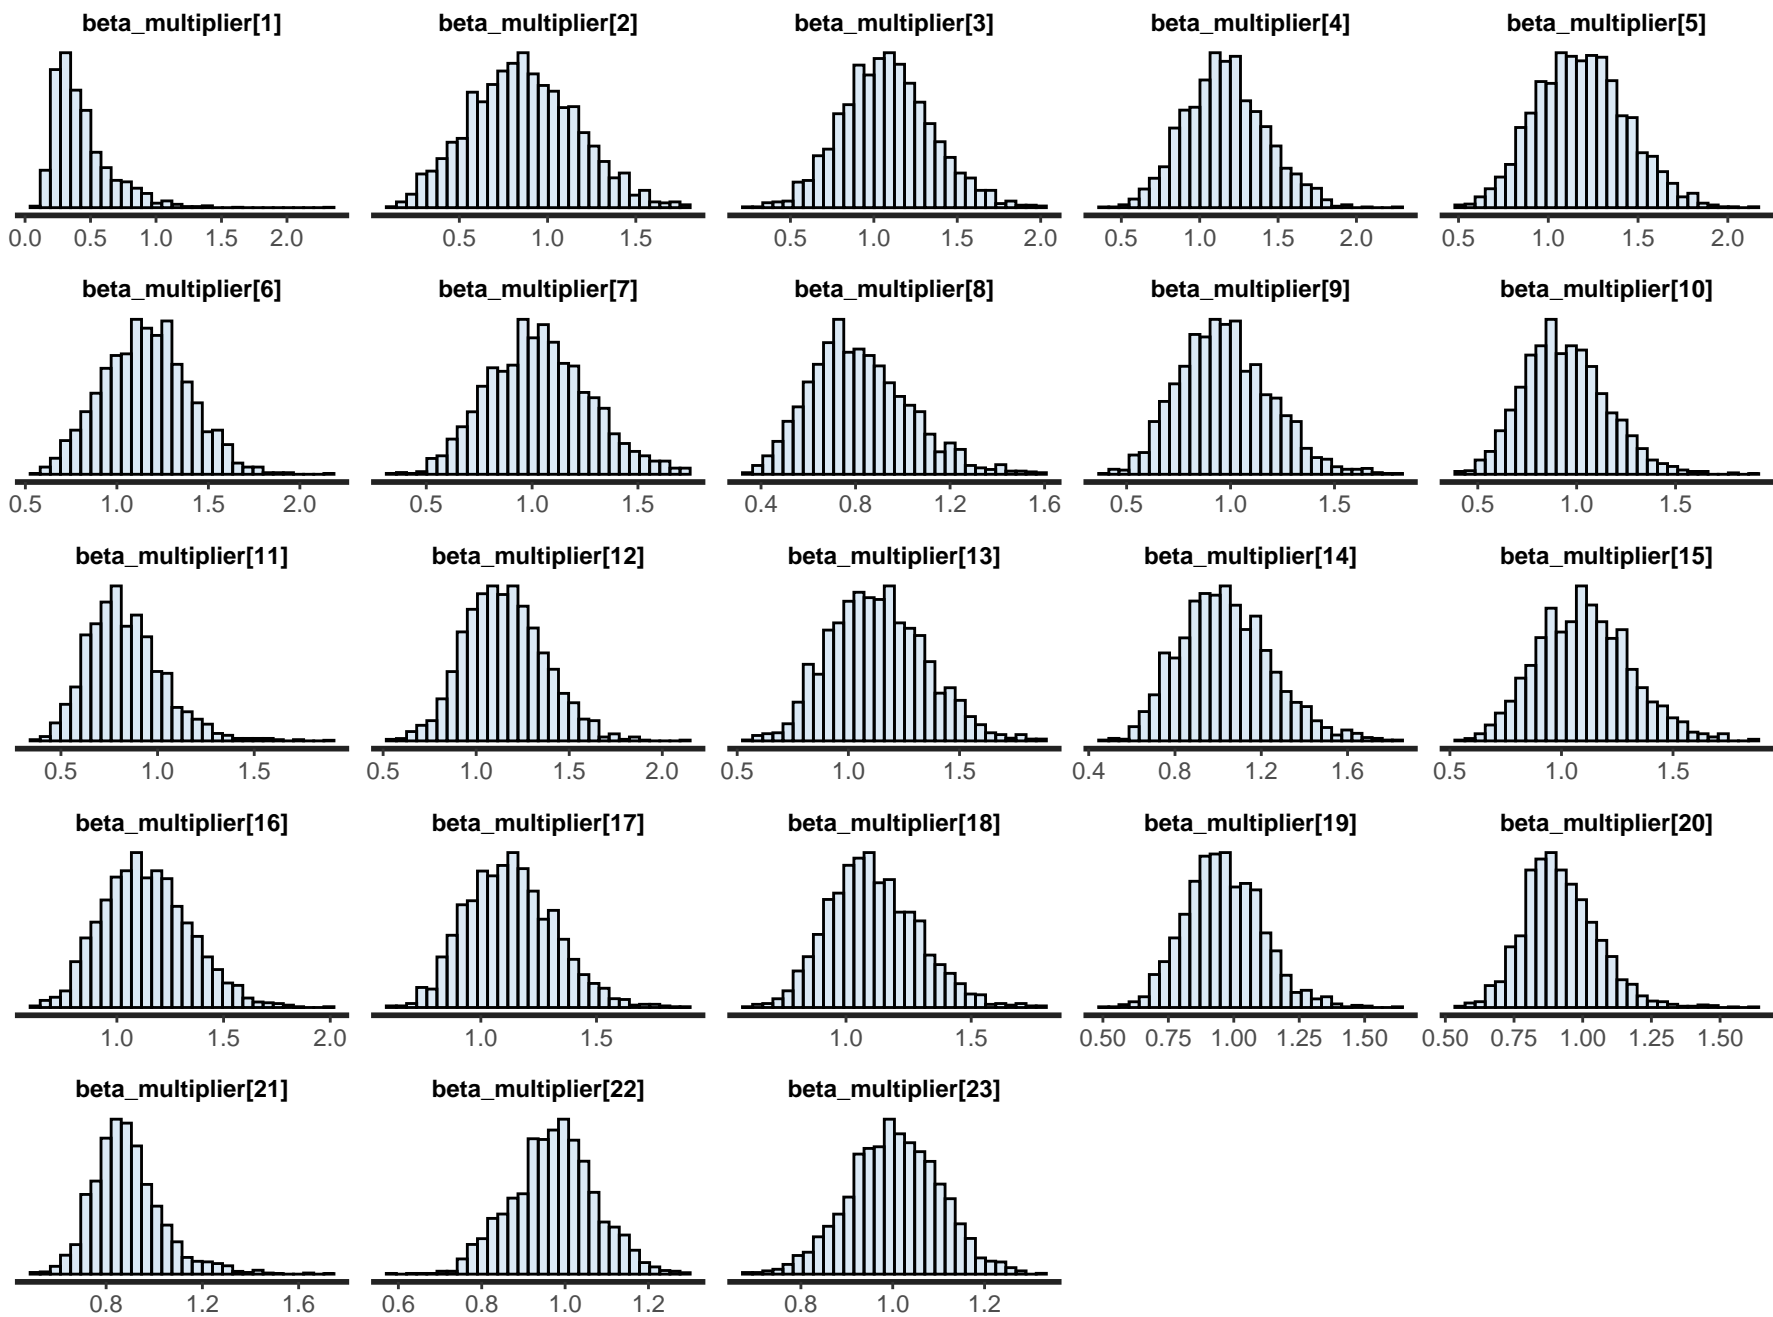 beta_multiplier[1] beta_multiplier[2] beta_multiplier[3] beta_multiplier[4] beta_multiplier[5]
0.0 0.5 1.0 1.5 2.0 0.5 1.0 1.5 0.5 1.0 1.5 2.0 0.5 1.0 1.5 2.0 0.5 1.0 1.5 2.0
beta_multiplier[6] beta_multiplier[7] beta_multiplier[8] beta_multiplier[9] beta_multiplier[10]
0.5 1.0 1.5 2.0 0.5 1.0 1.5 0.4 0.8 1.2 1.6 0.5 1.0 1.5 0.5 1.0 1.5
beta_multiplier[11] beta_multiplier[12] beta_multiplier[13] beta_multiplier[14] beta_multiplier[15]
0.5 1.0 1.5 0.5 1.0 1.5 2.0 0.5 1.0 1.5 0.4 0.8 1.2 1.6 0.5 1.0 1.5
beta_multiplier[16] beta_multiplier[17] beta_multiplier[18] beta_multiplier[19] beta_multiplier[20]
1.0 1.5 2.0 1.0 1.5 1.0 1.5 0.50 0.75 1.00 1.25 1.50 0.50 0.75 1.00 1.25 1.50
beta_multiplier[21] beta_multiplier[22] beta_multiplier[23]
0.8 1.2 1.6 0.6 0.8 1.0 1.2 0.8 1.0 1.2